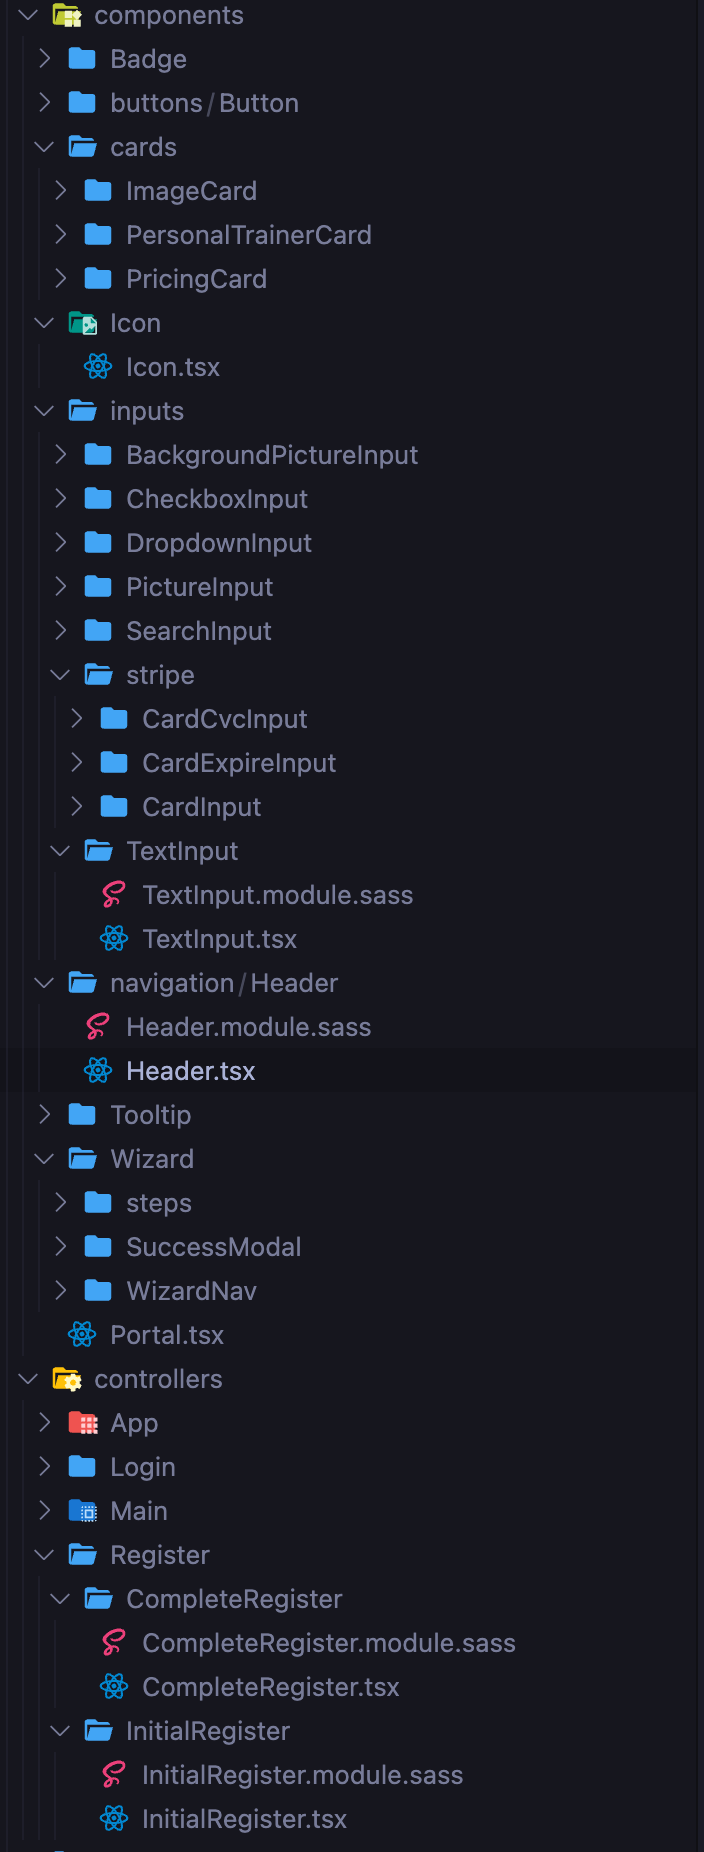 components
Badge
buttons/Button
cards
ImageCard
PersonalTrainerCard
PricingCard
Icon
Icon.tsx
inputs
BackgroundPictureInput
CheckboxInput
DropdownInput
PictureInput
SearchInput
stripe
CardCvcInput
CardExpireInput
CardInput
TextInput
TextInput.module.sass
TextInput.tsx
navigation/Header
Header.module.sass
Header.tsx
Tooltip
Wizard
steps
SuccessModal
WizardNav
Portal.tsx
controllers
App
Login
Main
Register
CompleteRegister
CompleteRegister.module.sass
CompleteRegister.tsx
InitialRegister
InitialRegister.module.sass
InitialRegister.tsx